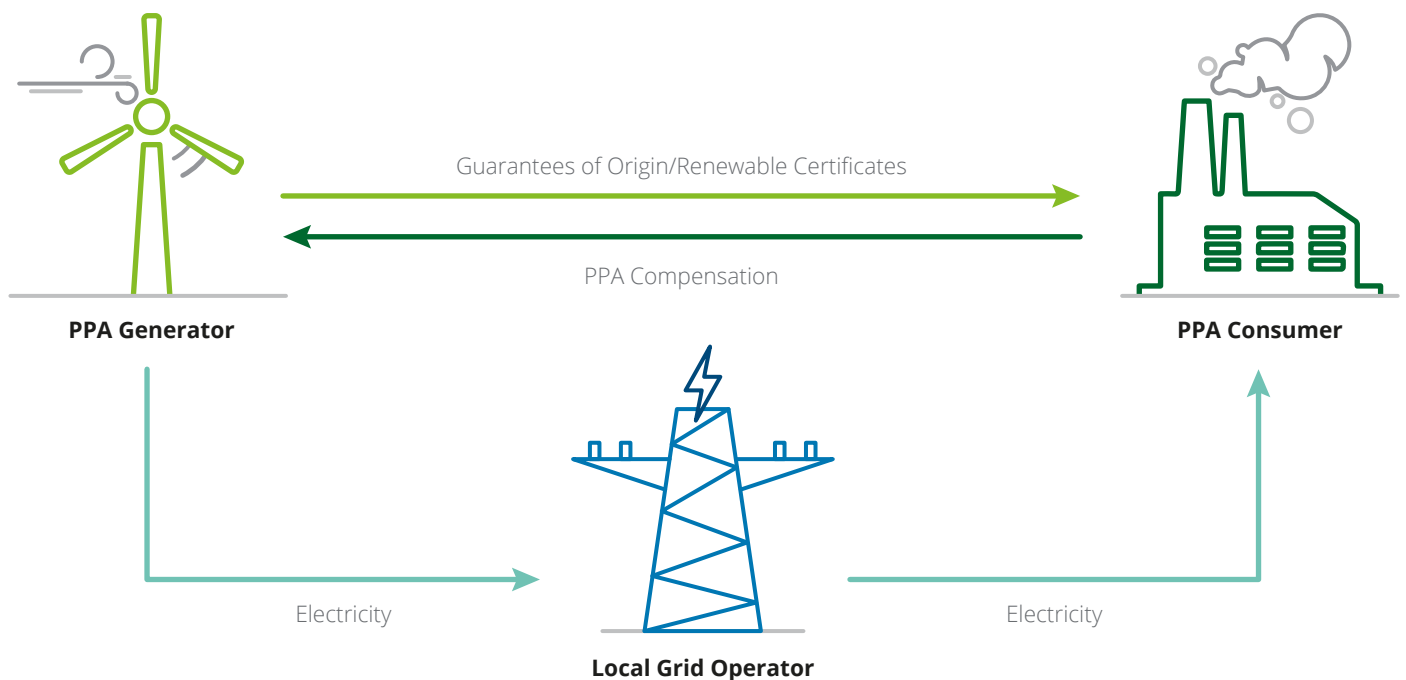 Guarantees of Origin/Renewable Certificates
PPA Compensation
PPA Generator
PPA Consumer
Electricity
Electricity
Local Grid Operator